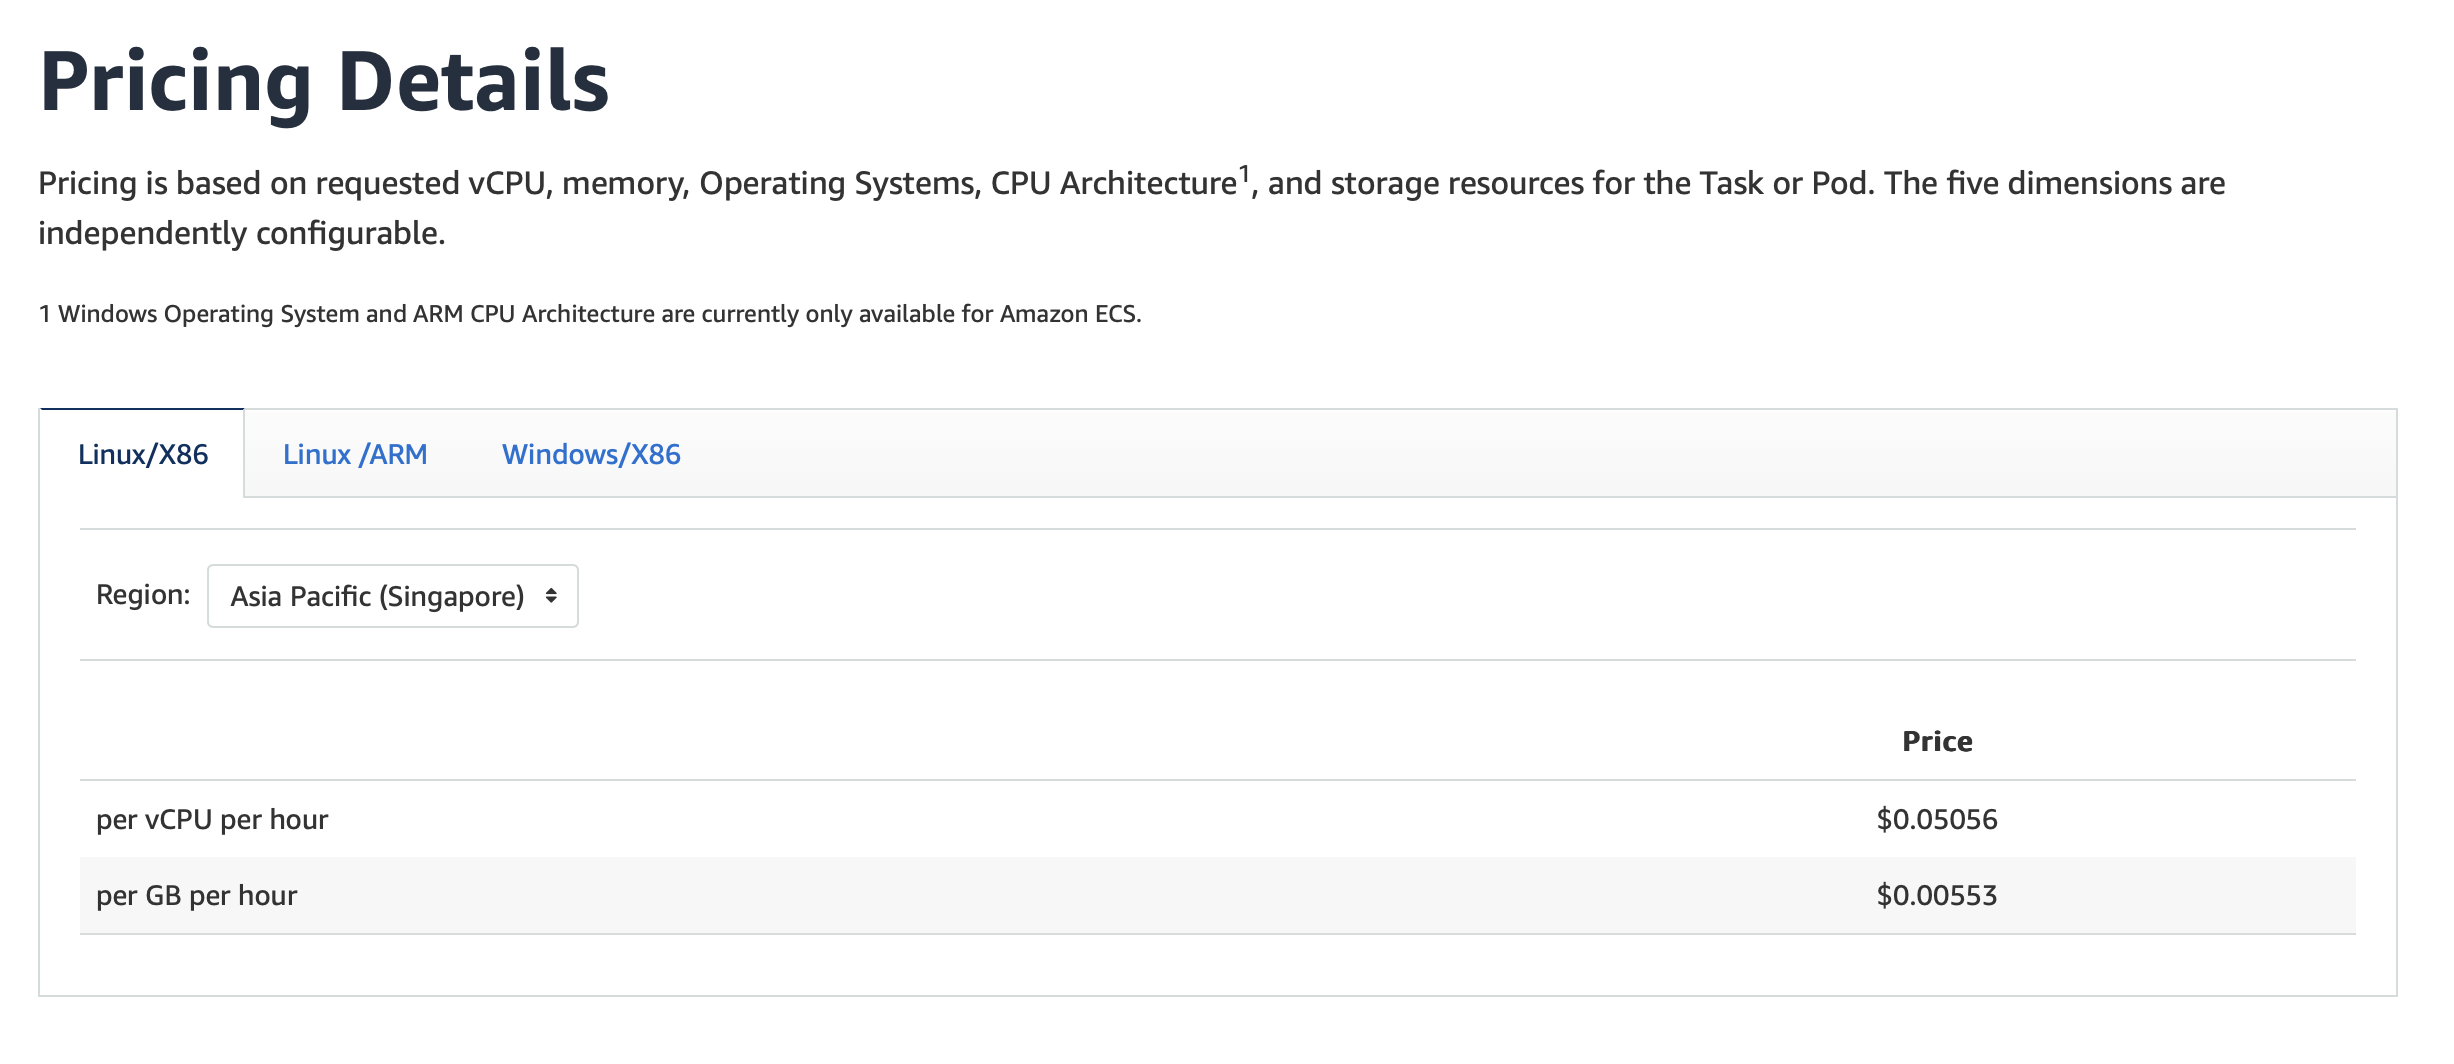 Pricing Details
Pricing is based on requested vCPU, memory, Operating Systems, CPU Architecture¹, and storage resources for the Task or Pod. The five dimensions are
independently configurable.
1 Windows Operating System and ARM CPU Architecture are currently only available for Amazon ECS.
Linux/X86 Linux /ARM Windows/X86
Region: Asia Pacific (Singapore)
Price
per vCPU per hour $0.05056
per GB per hour $0.00553